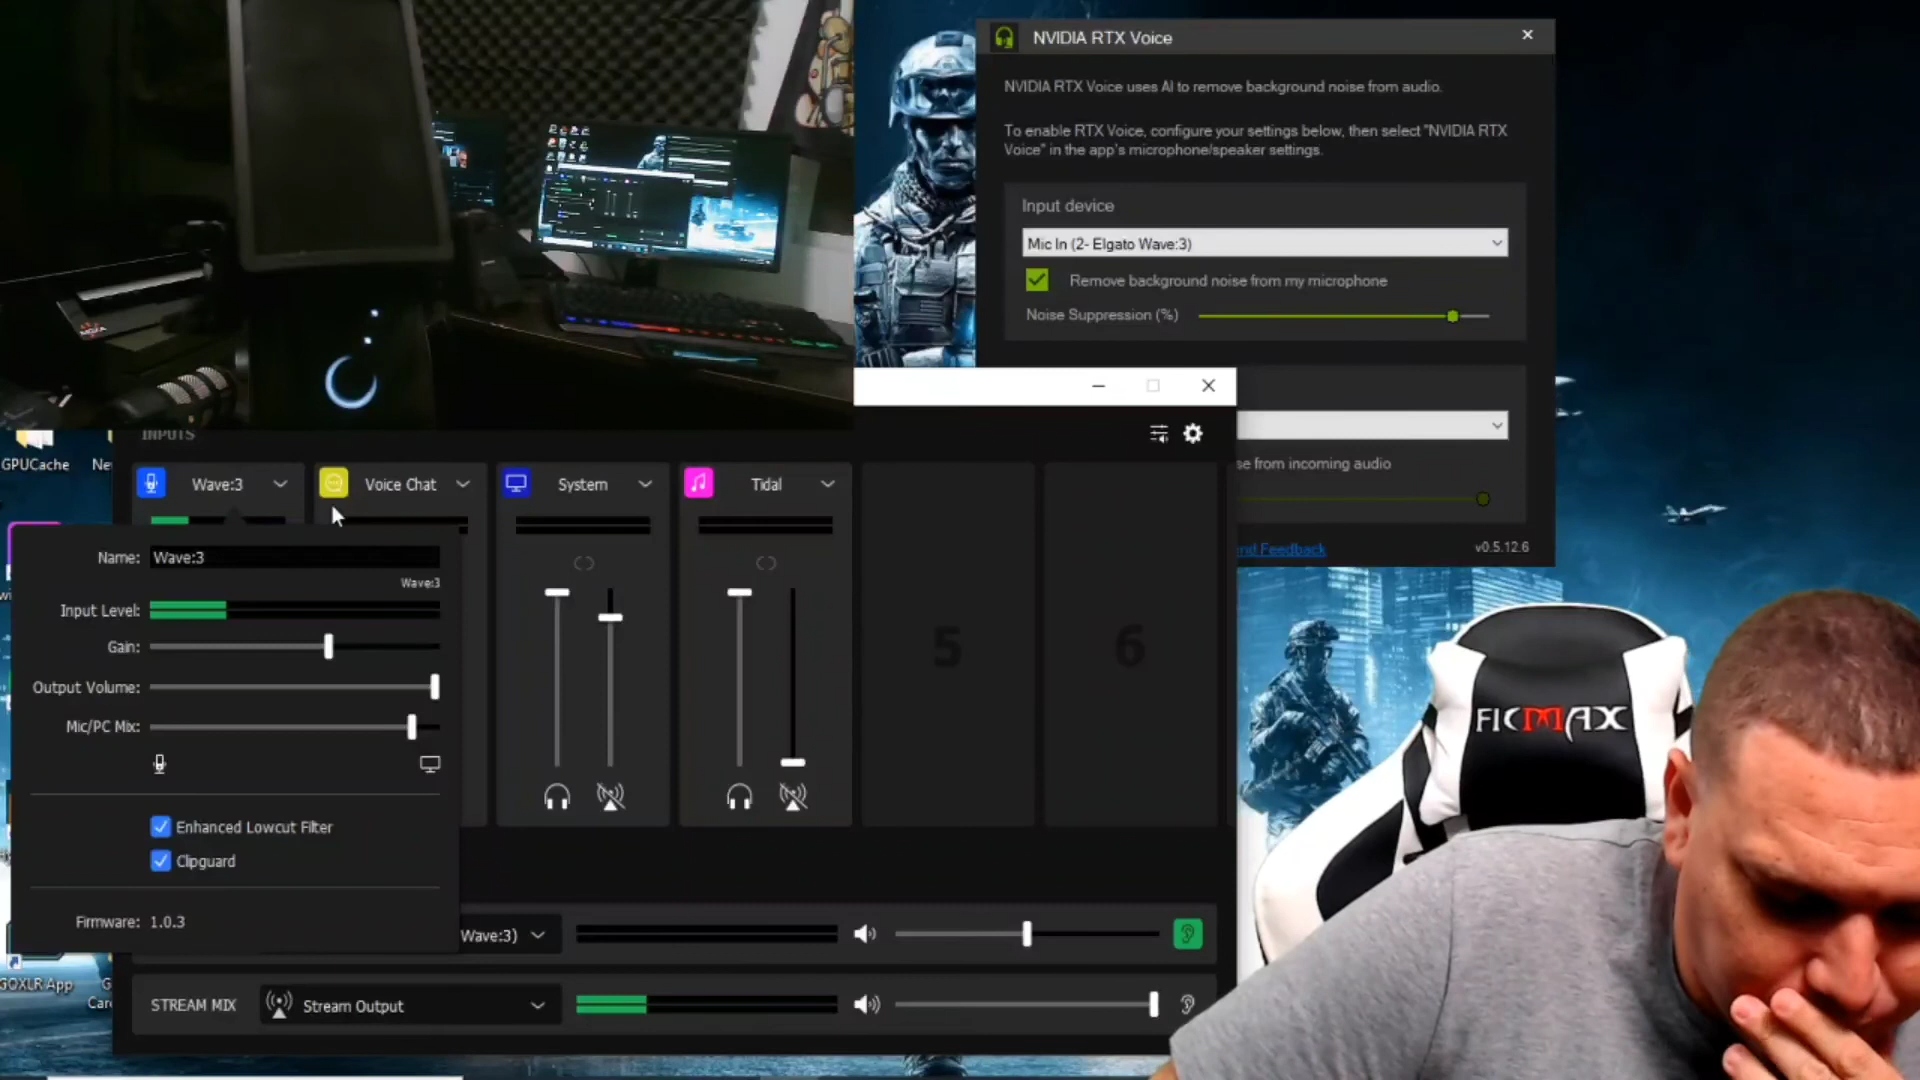 NVIDIA RTX Voice
NVIDIA RTX Voice uses AI to remove background noise from audio.
To enable RTX Voice, configure your settings below, then select "NVIDIA RTX
Voice" in the app's microphone/speaker settings.
Input device
Mic In (2- Elgato Wave:3)
Remove background noise from my microphone
Noise Suppression (%)
se from incoming audio
nd Feedback
v0.5.12.6
GPUCache
INPUTS
Wave:3
Voice Chat
System
Tidal
Name:
Wave:3
Wave:3
Input Level:
Gain:
Output Volume:
Mic/PC Mix:
Enhanced Lowcut Filter
Clipguard
Firmware: 1.0.3
5
6
Wave:3)
STREAM MIX
Stream Output
GOXLR App
FICMAX